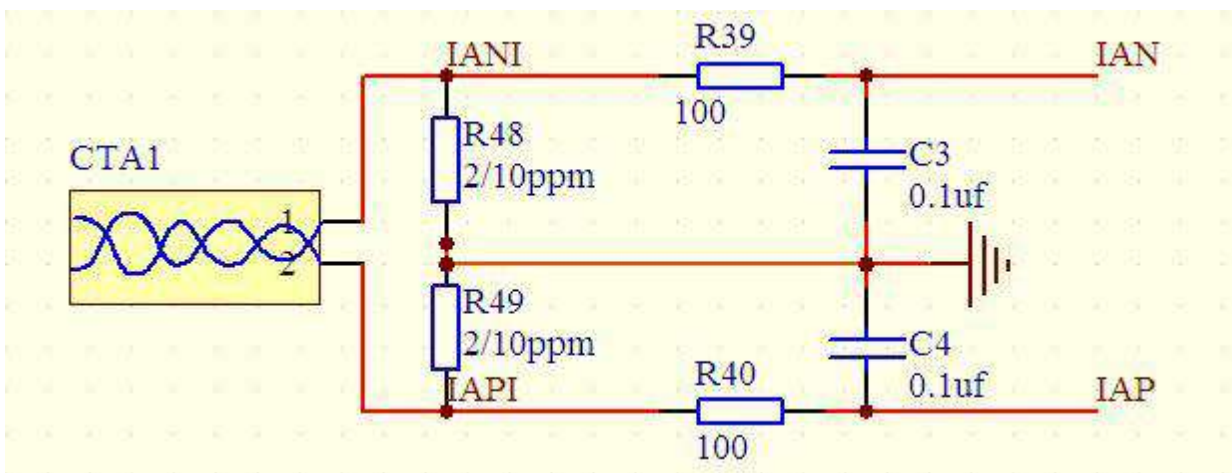 R39
IANI
IAN
100
R48
2/10ppm
CTA1
C3
0.1uf
1
2
R49
2/10ppm
C4
0.1uf
R40
IAPI
IAP
100